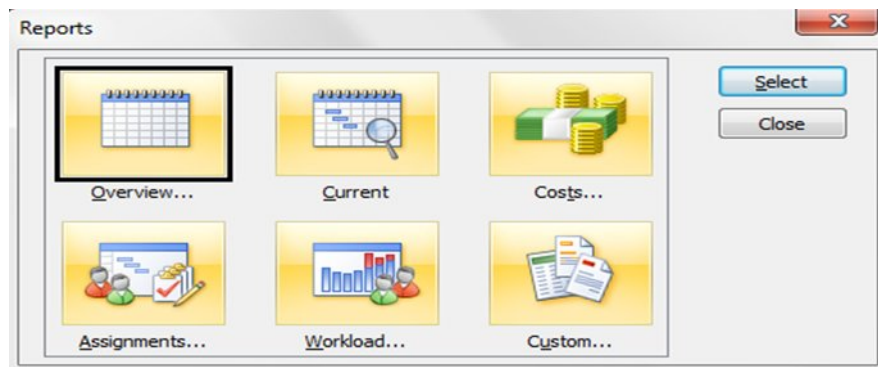 Reports
Select
Close
Overview...
Current
Costs...
Assignments...
Workload...
Custom...